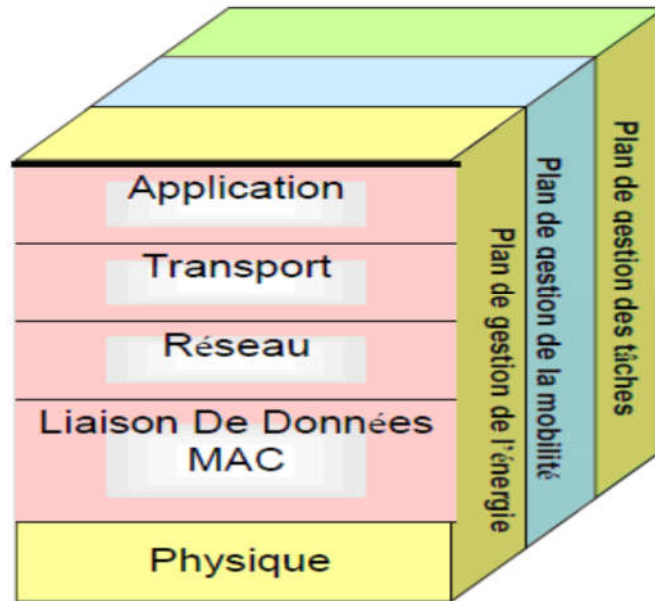 Application
Transport
Réseau
Liaison De Données
MAC
Physique
Plan de gestion de l'énergie
Plan de gestion de la mobilité
Plan de gestion des tâches